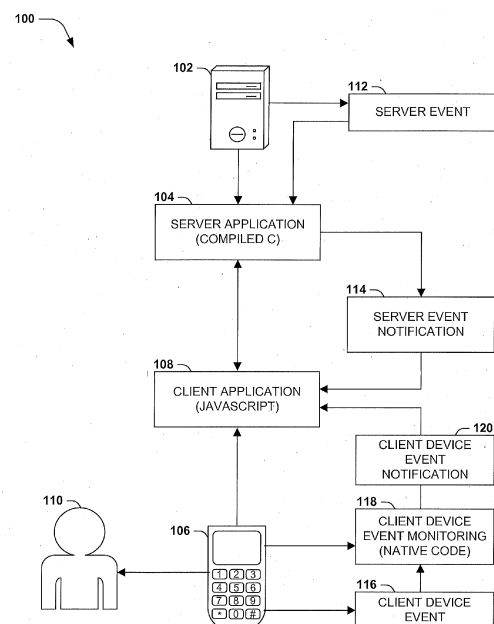 100
102
112
SERVER EVENT
104
SERVER APPLICATION
(COMPILED C)
114
SERVER EVENT
NOTIFICATION
108
CLIENT APPLICATION
(JAVASCRIPT)
120
CLIENT DEVICE
EVENT
NOTIFICATION
110
106
118
CLIENT DEVICE
EVENT MONITORING
(NATIVE CODE)
1 2 3
4 5 6
7 8 9
* 0 #
116
CLIENT DEVICE
EVENT